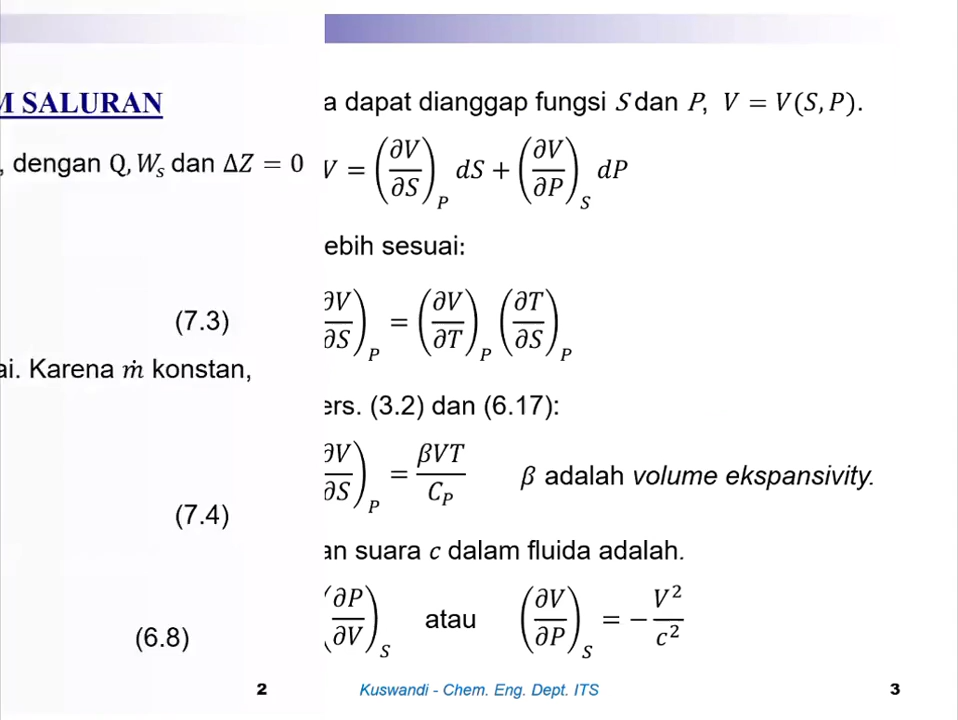 M SALURAN
, dengan Q, W_s dan ΔZ = 0
(7.3)
ai. Karena ṁ konstan,
(7.4)
(6.8)
2
a dapat dianggap fungsi S dan P, V = V(S, P).
V = (∂V/∂S)_P dS + (∂V/∂P)_S dP
ebih sesuai:
∂V/∂S)_P = (∂V/∂T)_P (∂T/∂S)_P
ers. (3.2) dan (6.17):
∂V/∂S)_P = βVT/C_P β adalah volume ekspansivity.
an suara c dalam fluida adalah.
(∂P/∂V)_S atau (∂V/∂P)_S = −V²/c²
Kuswandi - Chem. Eng. Dept. ITS
3